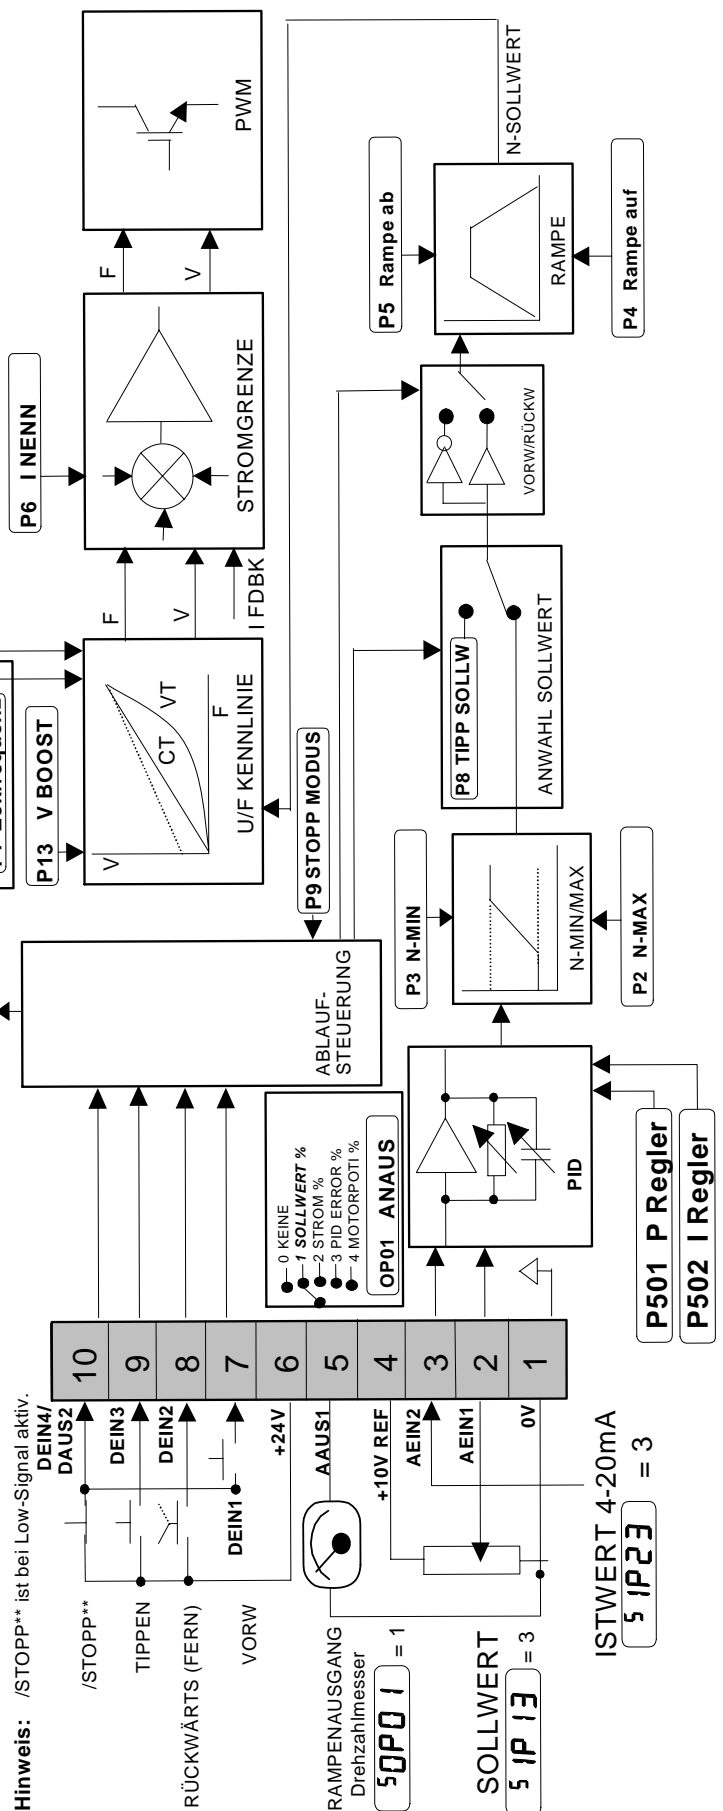 Hinweis: /STOPP** ist bei Low-Signal aktiv.
/STOPP**
TIPPEN
RÜCKWÄRTS (FERN)
VORW
RAMPENAUSGANG
Drehzahlmesser
5OP01 = 1
SOLLWERT
5 IP 13 = 3
ISTWERT 4-20mA
5 IP23 = 3
DEIN4/
DAUS2
DEIN3
DEIN2
DEIN1
+24V
AAUS1
+10V REF
AEIN2
AEIN1
0V
10
9
8
7
6
5
4
3
2
1
0 KEINE
1 SOLLWERT %
2 STROM %
3 PID ERROR %
4 MOTORPOTI %
OP01 ANAUS
ABLAUF-
STEUERUNG
P9 STOPP MODUS
PID
P501 P Regler
P502 I Regler
P3 N-MIN
N-MIN/MAX
P2 N-MAX
P8 TIPP SOLLW
ANWAHL SOLLWERT
VORW/RÜCKW
P5 Rampe ab
RAMPE
P4 Rampe auf
N-SOLLWERT
P13 V BOOST
V
CT
VT
F
U/F KENNLINIE
F
V
I FDBK
P6 I NENN
STROMGRENZE
F
V
PWM